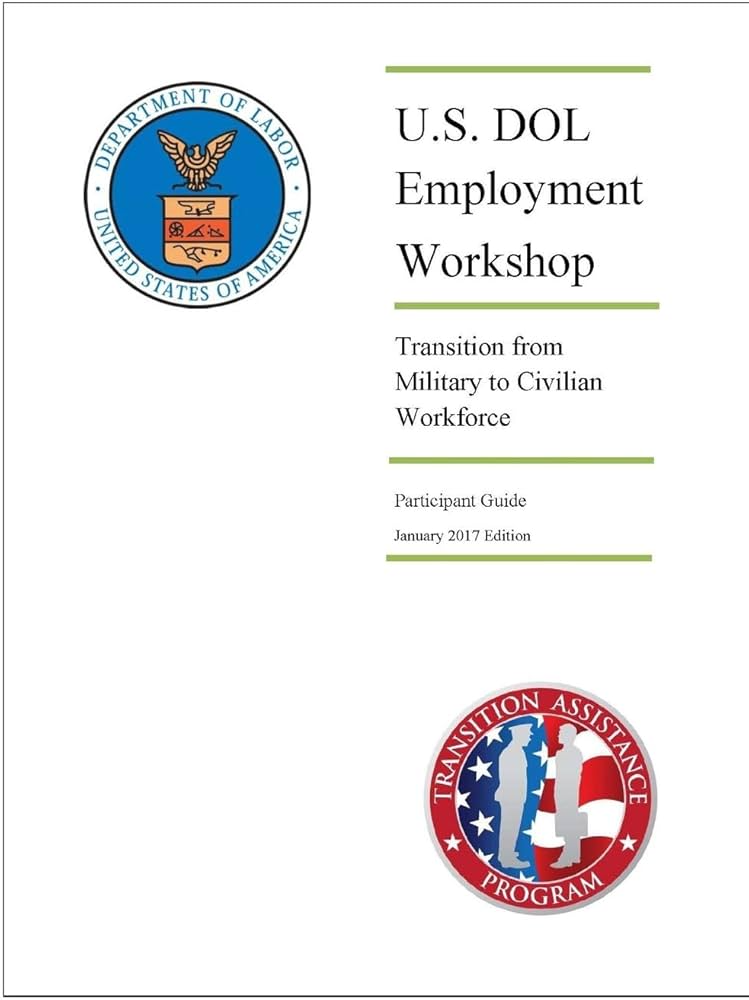 DEPARTMENT OF LABOR
UNITED STATES OF AMERICA
U.S. DOL
Employment
Workshop
Transition from
Military to Civilian
Workforce
Participant Guide
January 2017 Edition
TRANSITION ASSISTANCE
PROGRAM